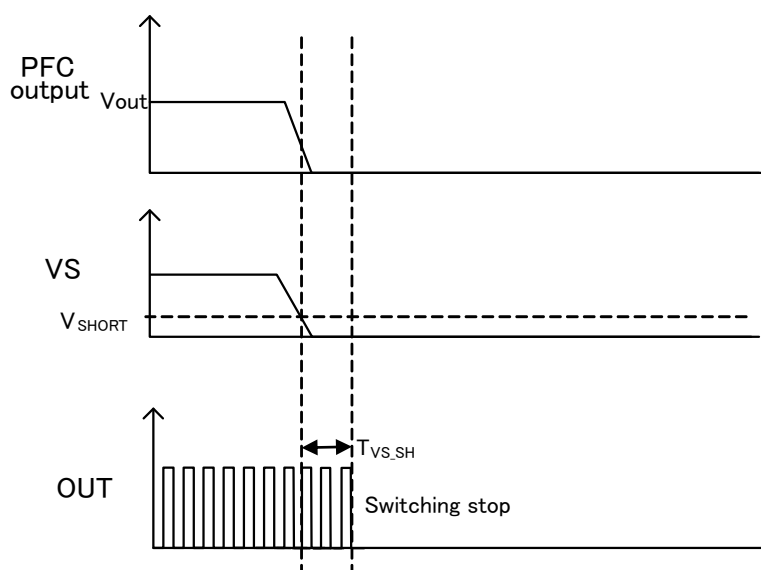 PFC
output
Vout
VS
VSHORT
TVS_SH
OUT
Switching stop